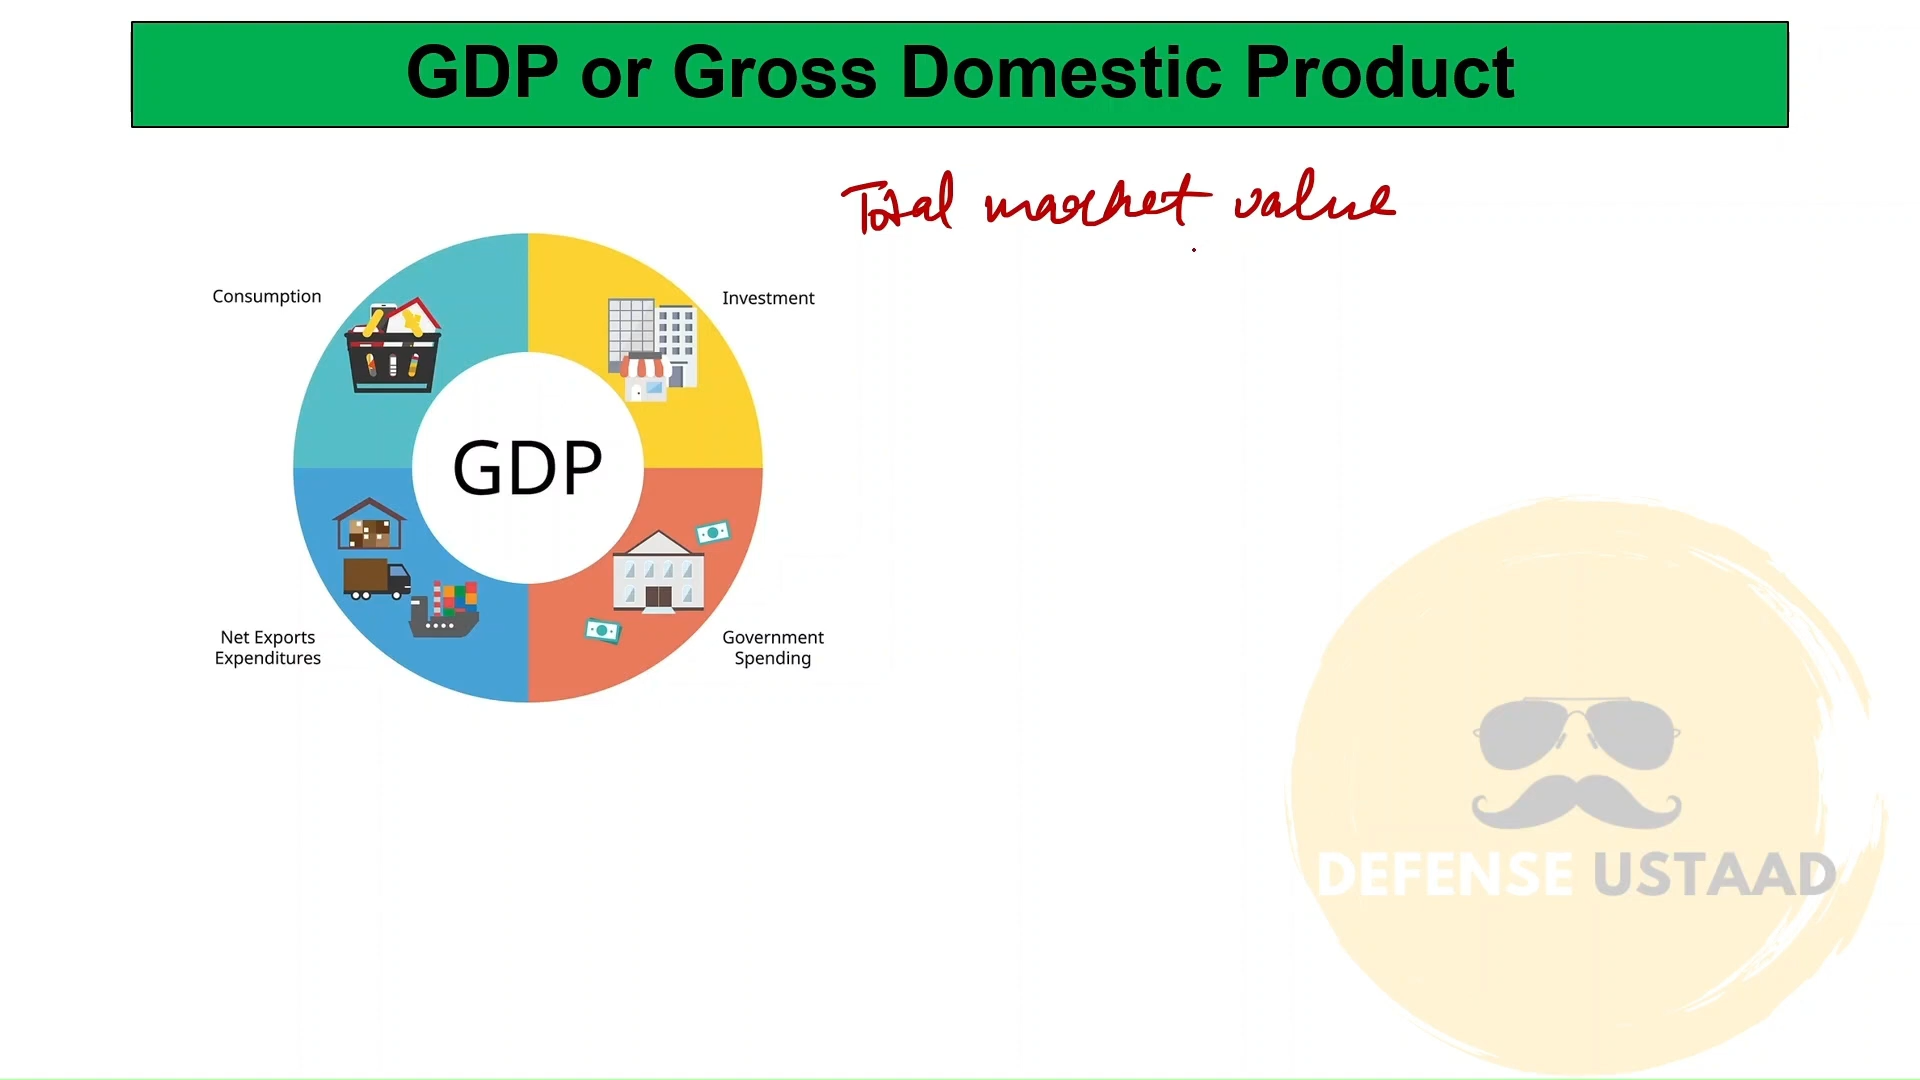 GDP or Gross Domestic Product
Total market value
Consumption
Investment
GDP
Net Exports
Expenditures
Government
Spending
DEFENSE USTAAD